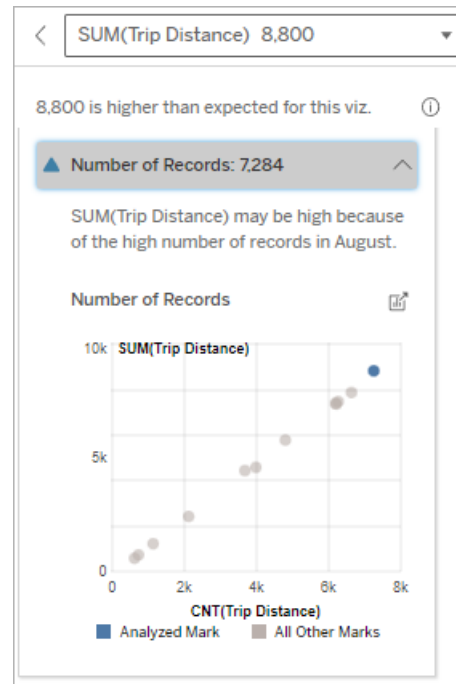 SUM(Trip Distance) 8,800
8,800 is higher than expected for this viz.
Number of Records: 7,284
SUM(Trip Distance) may be high because
of the high number of records in August.
Number of Records
10k SUM(Trip Distance)
5k
0
0 2k 4k 6k 8k
CNT(Trip Distance)
Analyzed Mark All Other Marks